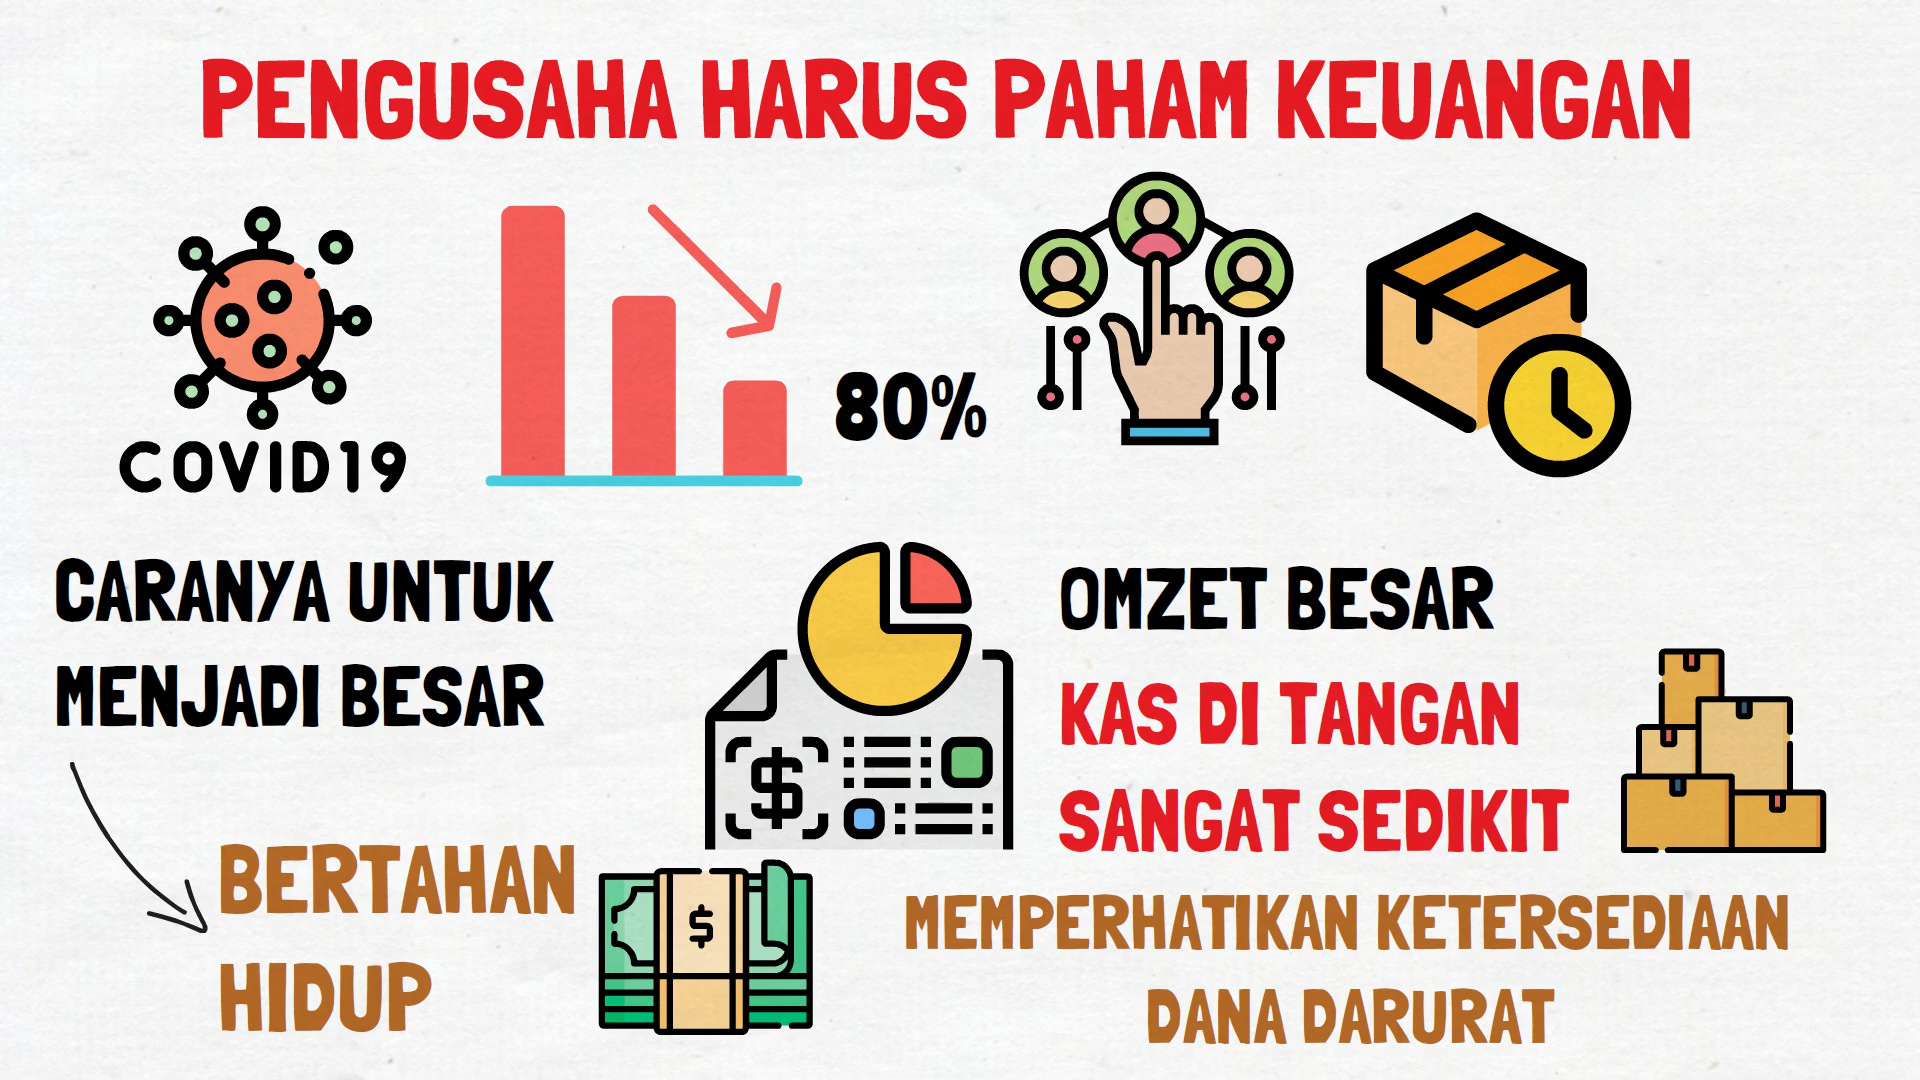 PENGUSAHA HARUS PAHAM KEUANGAN
80%
COVID19
CARANYA UNTUK
MENJADI BESAR
BERTAHAN
HIDUP
$
$
OMZET BESAR
KAS DI TANGAN
SANGAT SEDIKIT
MEMPERHATIKAN KETERSEDIAAN
DANA DARURAT